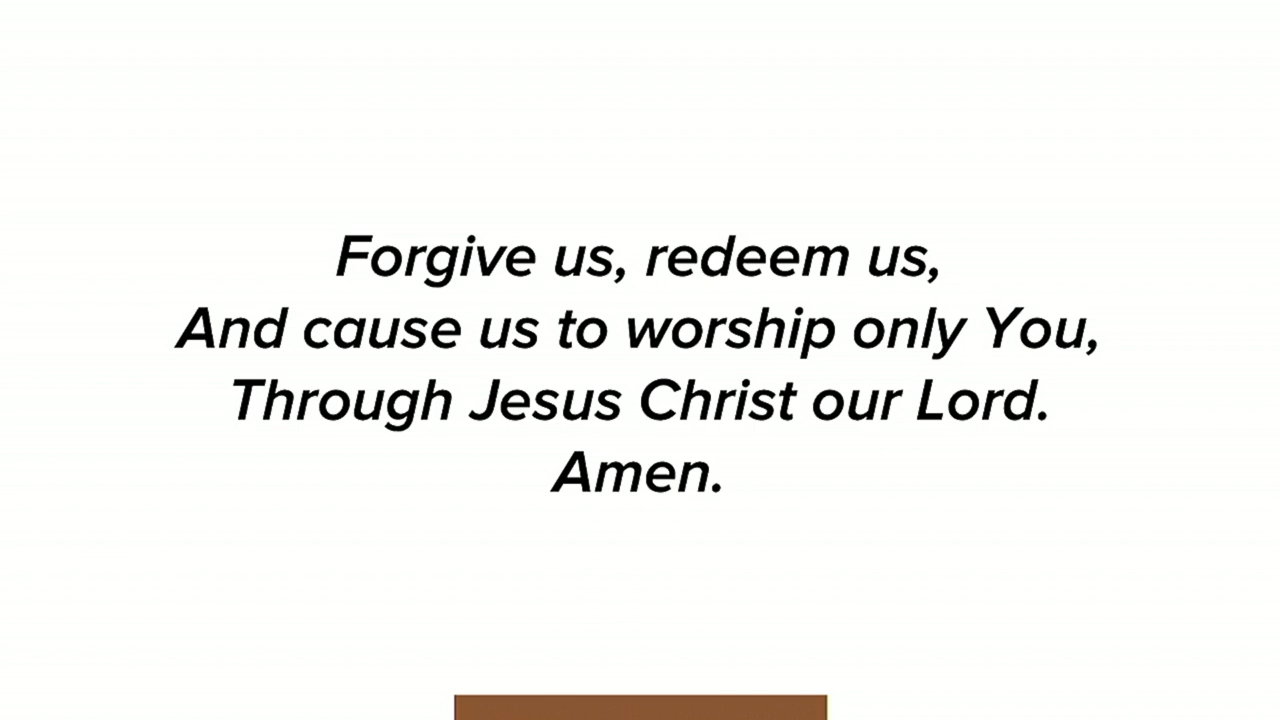 Forgive us, redeem us,
And cause us to worship only You,
Through Jesus Christ our Lord.
Amen.